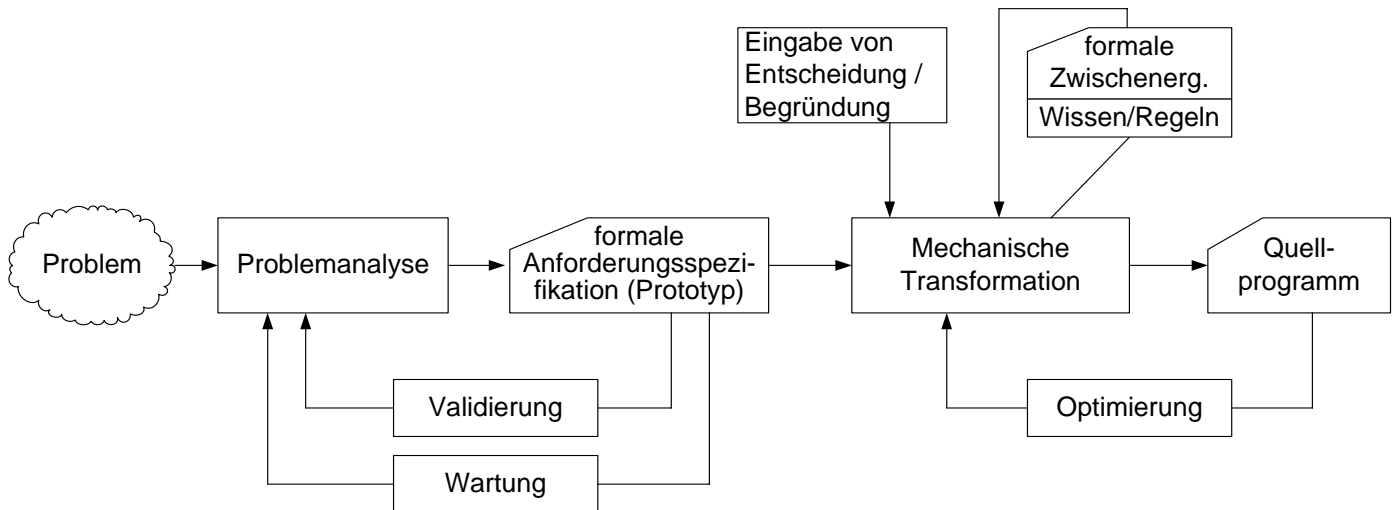 Eingabe von
Entscheidung /
Begründung
formale
Zwischenerg.
Wissen/Regeln
Problem
Problemanalyse
formale
Anforderungsspezi-
fikation (Prototyp)
Mechanische
Transformation
Quell-
programm
Validierung
Optimierung
Wartung